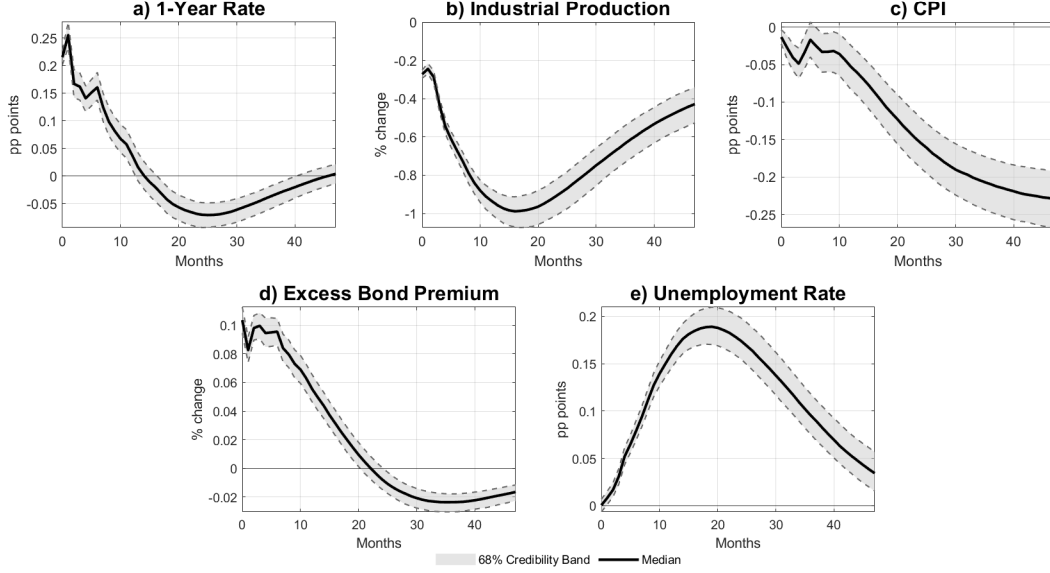 a) 1-Year Rate
0.25
0.2
0.15
0.1
0.05
0
-0.05
pp points
0 10 20 30 40
Months
b) Industrial Production
0
-0.2
-0.4
-0.6
-0.8
-1
% change
0 10 20 30 40
Months
c) CPI
0
-0.05
-0.1
-0.15
-0.2
-0.25
pp points
0 10 20 30 40
Months
d) Excess Bond Premium
0.1
0.08
0.06
0.04
0.02
0
-0.02
% change
0 10 20 30 40
Months
e) Unemployment Rate
0.2
0.15
0.1
0.05
0
pp points
0 10 20 30 40
Months
68% Credibility Band Median